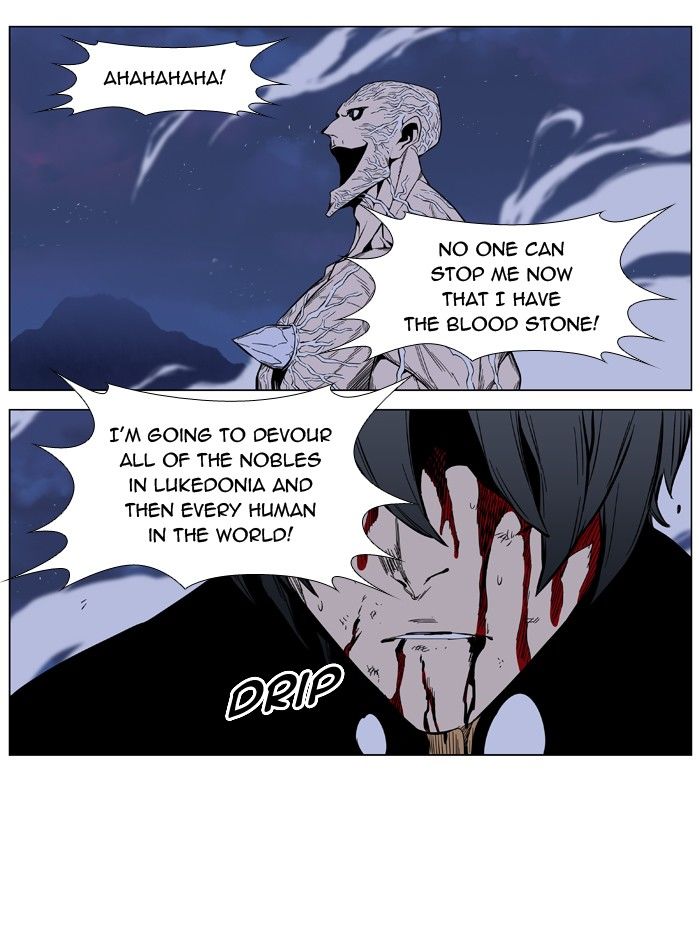 AHAHAHAHA!
NO ONE CAN
STOP ME NOW
THAT I HAVE
THE BLOOD STONE!
I'M GOING TO DEVOUR
ALL OF THE NOBLES
IN LUKEDONIA AND
THEN EVERY HUMAN
IN THE WORLD!
DRIP